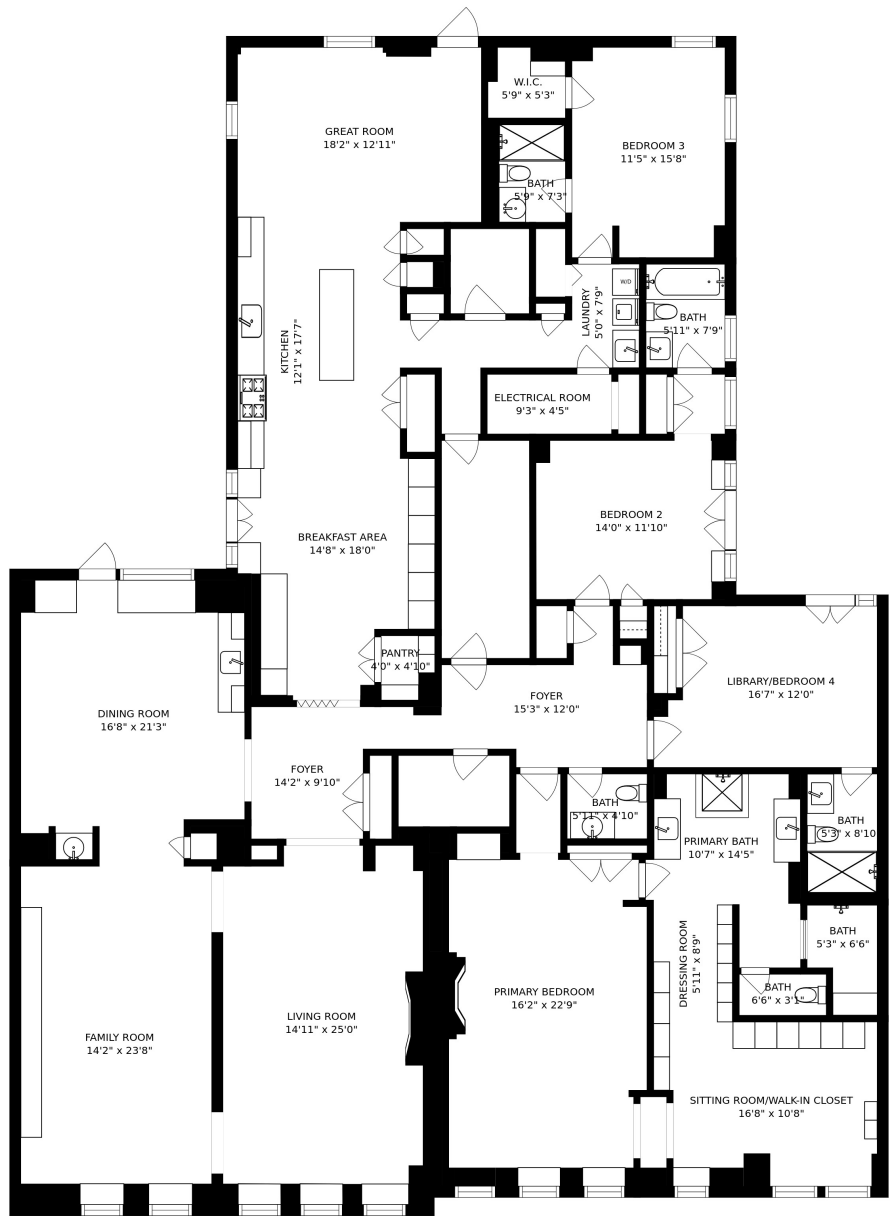 W.I.C.
5'9" x 5'3"
GREAT ROOM
18'2" x 12'11"
BEDROOM 3
11'5" x 15'8"
BATH
5'9" x 7'3"
W/D
LAUNDRY
5'0" x 7'9"
BATH
5'11" x 7'9"
KITCHEN
12'1" x 17'7"
ELECTRICAL ROOM
9'3" x 4'5"
BEDROOM 2
14'0" x 11'10"
BREAKFAST AREA
14'8" x 18'0"
PANTRY
4'0" x 4'10"
LIBRARY/BEDROOM 4
16'7" x 12'0"
FOYER
15'3" x 12'0"
DINING ROOM
16'8" x 21'3"
FOYER
14'2" x 9'10"
BATH
5'11" x 4'10"
BATH
5'3" x 8'10
PRIMARY BATH
10'7" x 14'5"
BATH
5'3" x 6'6"
DRESSING ROOM
5'11" x 8'9"
BATH
6'6" x 3'1"
PRIMARY BEDROOM
16'2" x 22'9"
LIVING ROOM
14'11" x 25'0"
FAMILY ROOM
14'2" x 23'8"
SITTING ROOM/WALK-IN CLOSET
16'8" x 10'8"